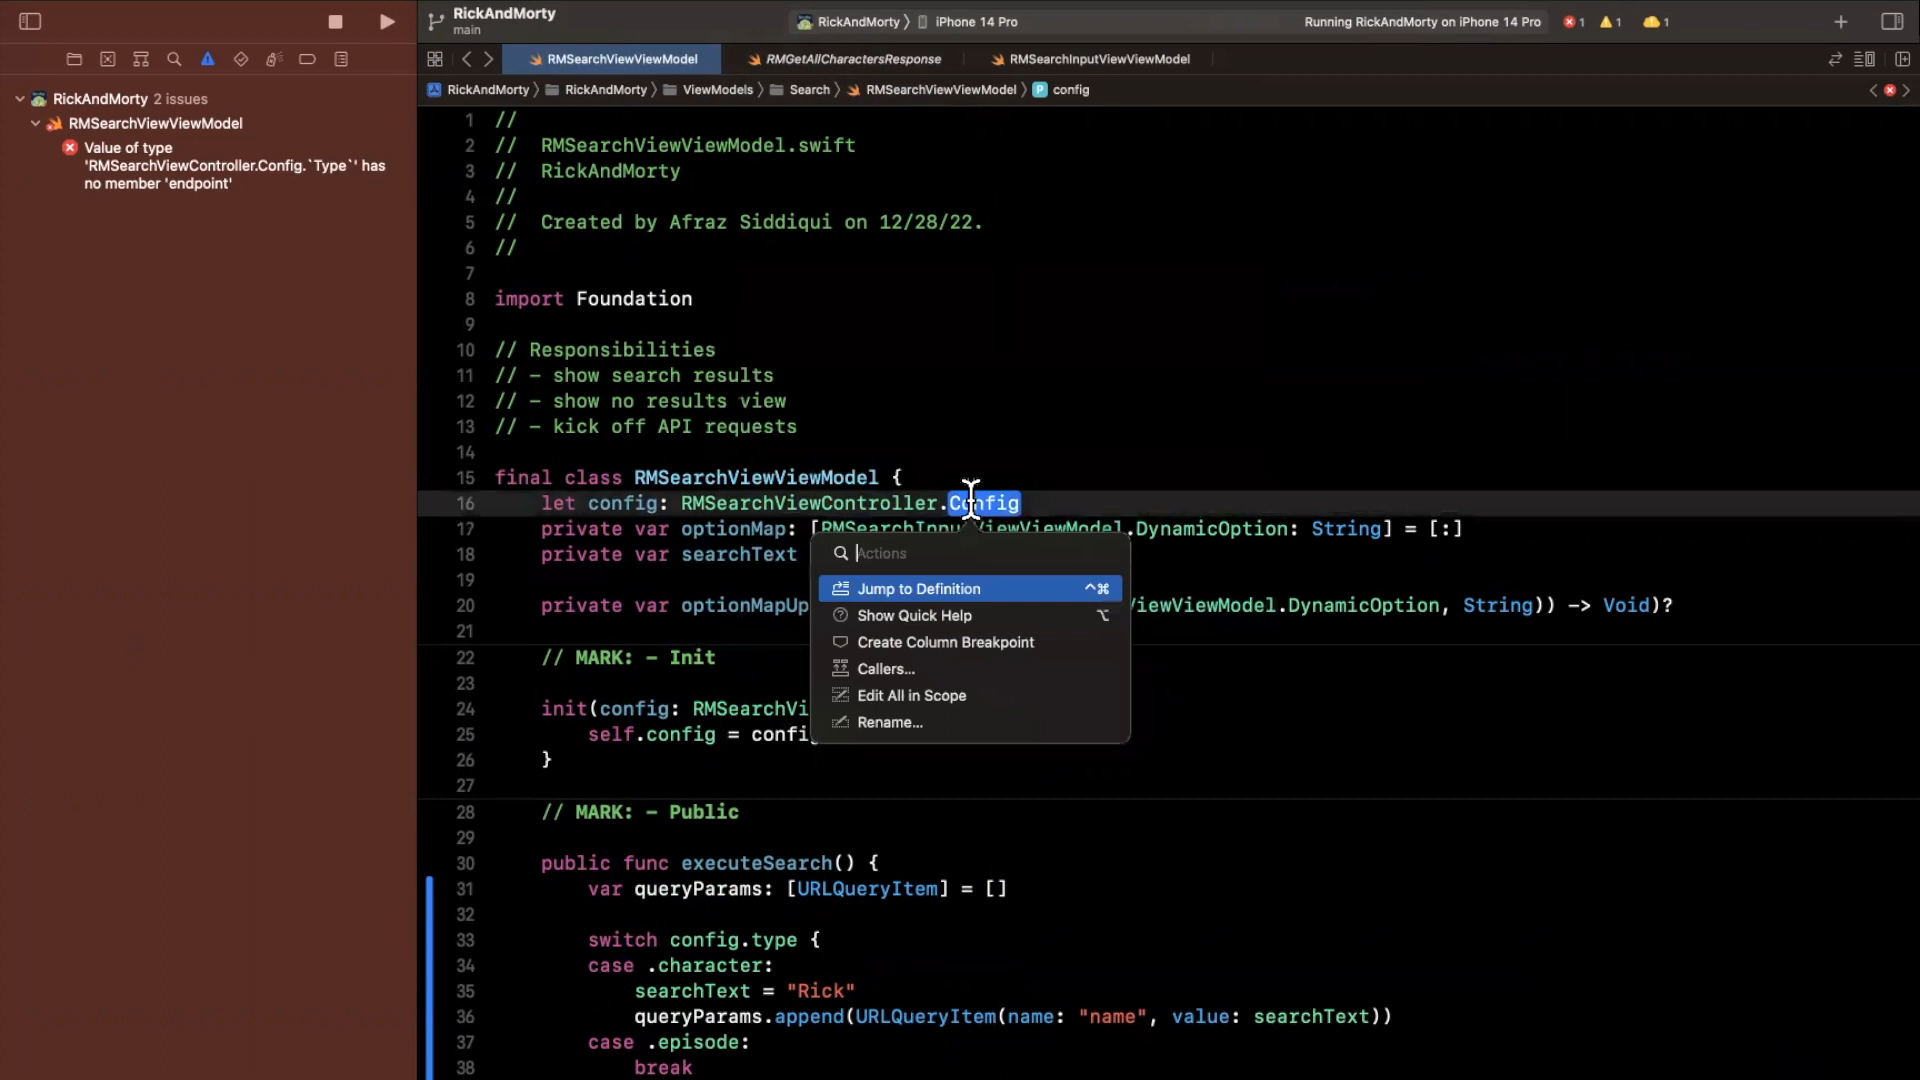 RickAndMorty
main
RickAndMorty
iPhone 14 Pro
Running RickAndMorty on iPhone 14 Pro
1
1
1
RMSearchViewViewModel
RMGetAllCharactersResponse
RMSearchInputViewViewModel
RickAndMorty
RickAndMorty
ViewModels
Search
RMSearchViewViewModel
P
config
RickAndMorty 2 issues
RMSearchViewViewModel
Value of type
'RMSearchViewController.Config.`Type`' has
no member 'endpoint'
1 //
2 // RMSearchViewViewModel.swift
3 // RickAndMorty
4 //
5 // Created by Afraz Siddiqui on 12/28/22.
6 //
7
8 import Foundation
9
10 // Responsibilities
11 // - show search results
12 // - show no results view
13 // - kick off API requests
14
15 final class RMSearchViewViewModel {
16 let config: RMSearchViewController.Config
17 private var optionMap: [RMSearchInputViewViewModel.DynamicOption: String] = [:]
18 private var searchText
19
20 private var optionMapUp iewViewModel.DynamicOption, String)) -> Void)?
21
22 // MARK: - Init
23
24 init(config: RMSearchVi
25 self.config = config
26 }
27
28 // MARK: - Public
29
30 public func executeSearch() {
31 var queryParams: [URLQueryItem] = []
32
33 switch config.type {
34 case .character:
35 searchText = "Rick"
36 queryParams.append(URLQueryItem(name: "name", value: searchText))
37 case .episode:
38 break
Actions
Jump to Definition ^⌘
Show Quick Help ⌥
Create Column Breakpoint
Callers...
Edit All in Scope
Rename...